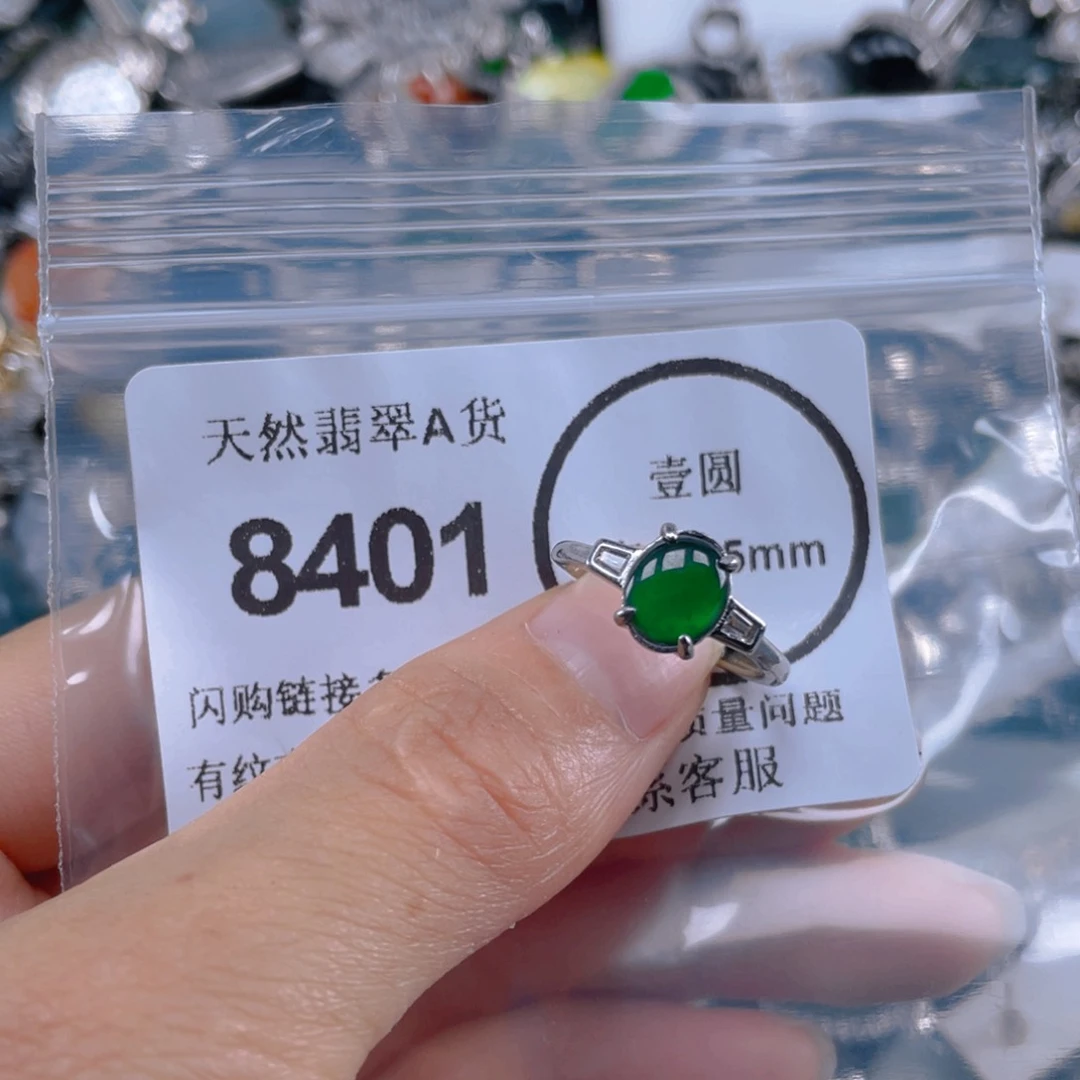 天然翡翠A货
8401
壹圆
5mm
闪购链接
质量问题
有纹
系客服